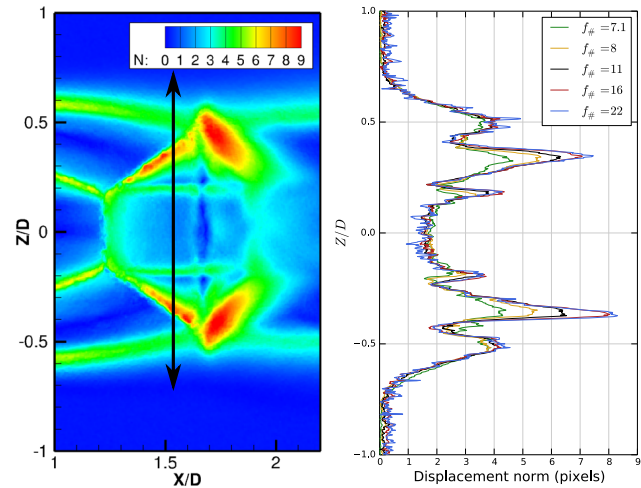 N: 0 1 2 3 4 5 6 7 8 9
1
0.5
0
-0.5
-1
Z/D
1 1.5 2
X/D
1.0
0.5
0.0
−0.5
−1.0
Z/D
f# =7.1
f# =8
f# =11
f# =16
f# =22
0 1 2 3 4 5 6 7 8 9
Displacement norm (pixels)